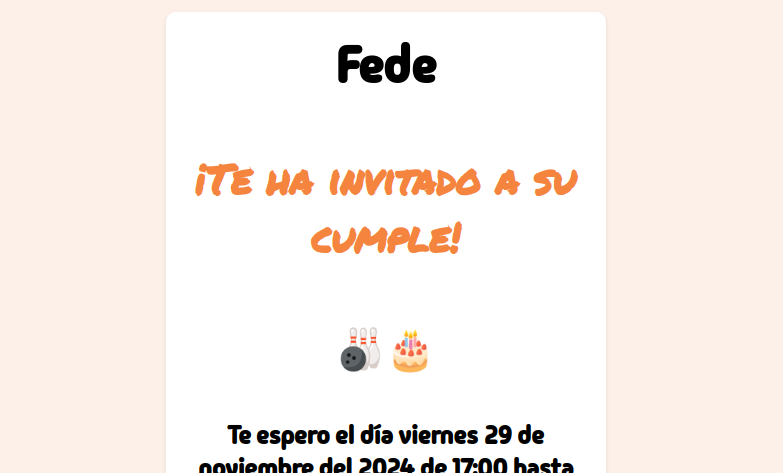 Fede
¡Te ha invitado a su
cumple!
Te espero el día viernes 29 de
noviembre del 2024 de 17:00 hasta